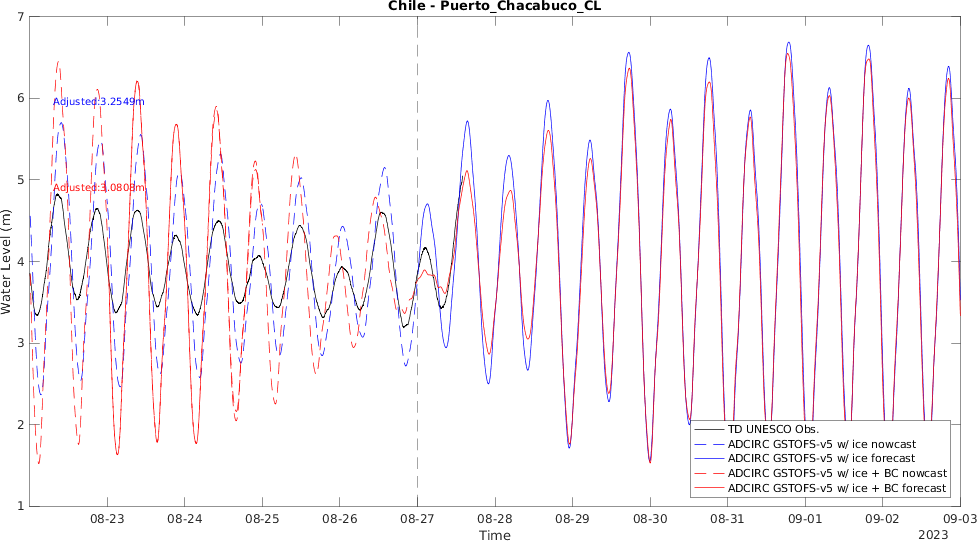 Chile - Puerto_Chacabuco_CL
7
6
5
4
3
2
1
Water Level (m)
Adjusted:3.2549m
Adjusted:3.0808m
TD UNESCO Obs.
ADCIRC GSTOFS-v5 w/ ice nowcast
ADCIRC GSTOFS-v5 w/ ice forecast
ADCIRC GSTOFS-v5 w/ ice + BC nowcast
ADCIRC GSTOFS-v5 w/ ice + BC forecast
08-23 08-24 08-25 08-26 08-27 08-28 08-29 08-30 08-31 09-01 09-02 09-03
Time
2023